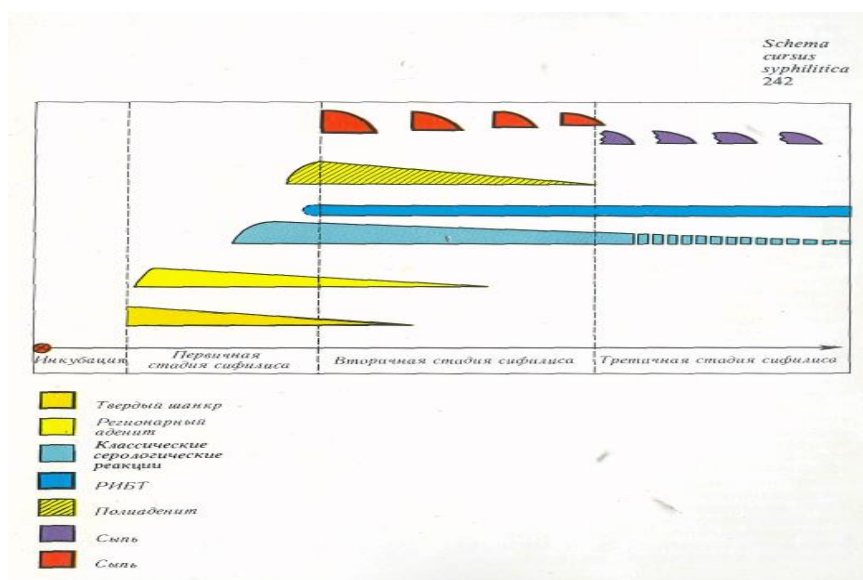 Schema
cursus
syphilitica
242
Инкубация
Первичная
стадия сифилиса
Вторичная стадия сифилиса
Третачная стадия сифилиса
Твердый шанкр
Регионарный
аденит
Классические
серологические
реакции
РИБТ
Полиаденит
Сыпь
Сыпь